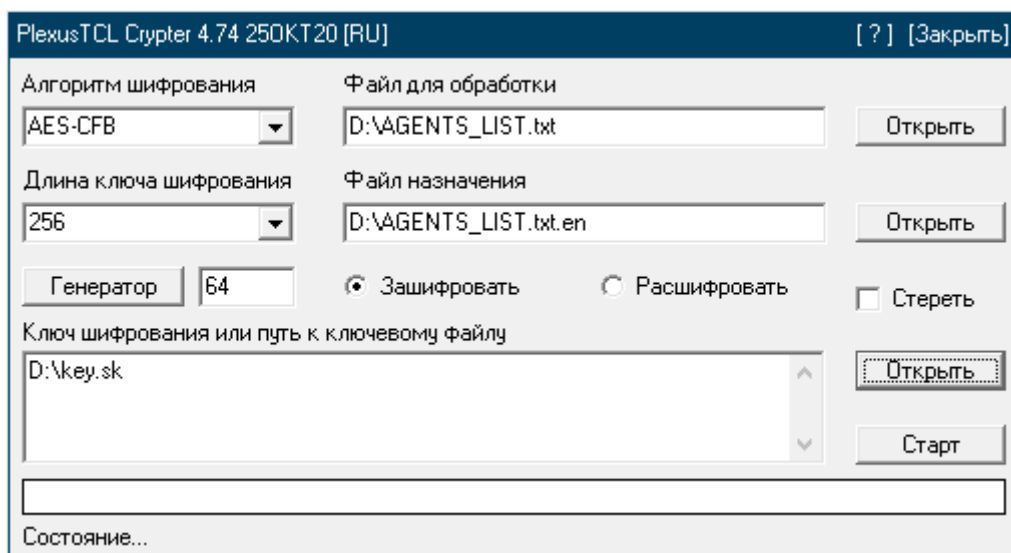 PlexusTCL Crypter 4.74 25OKT20 [RU] [ ? ] [Закрыть]
Алгоритм шифрования Файл для обработки
AES-CFB D:\AGENTS_LIST.txt Открыть
Длина ключа шифрования Файл назначения
256 D:\AGENTS_LIST.txt.en Открыть
Генератор 64 Зашифровать Расшифровать Стереть
Ключ шифрования или путь к ключевому файлу
D:\key.sk Открыть
Старт
Состояние...